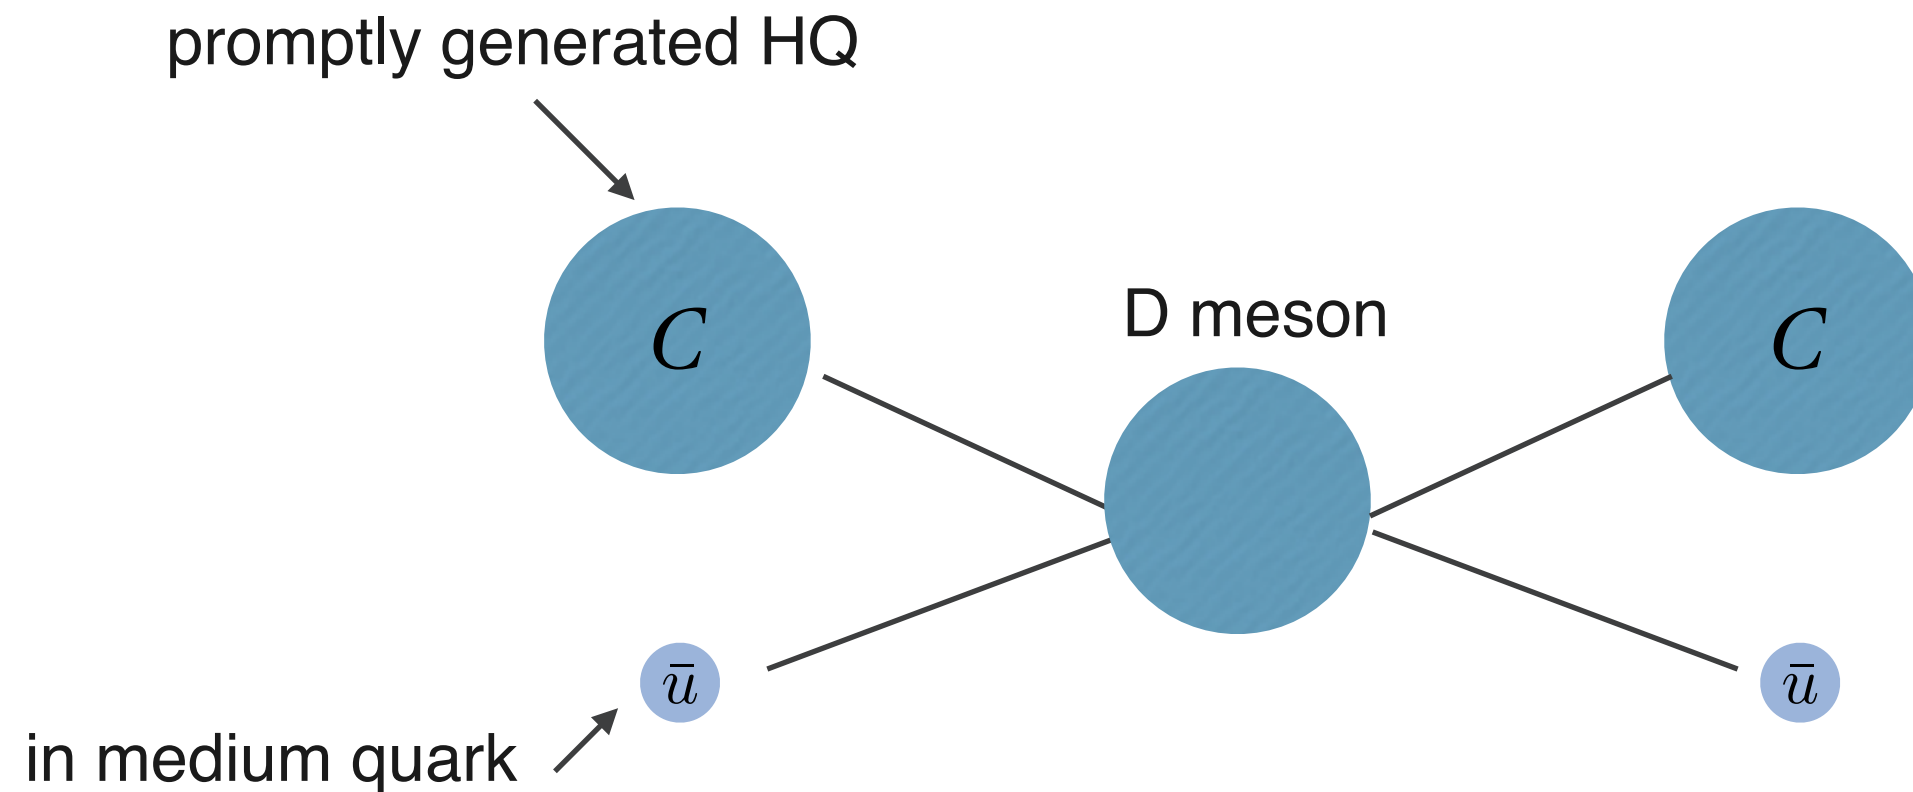 promptly generated HQ
D meson
C
C
ū
ū
in medium quark